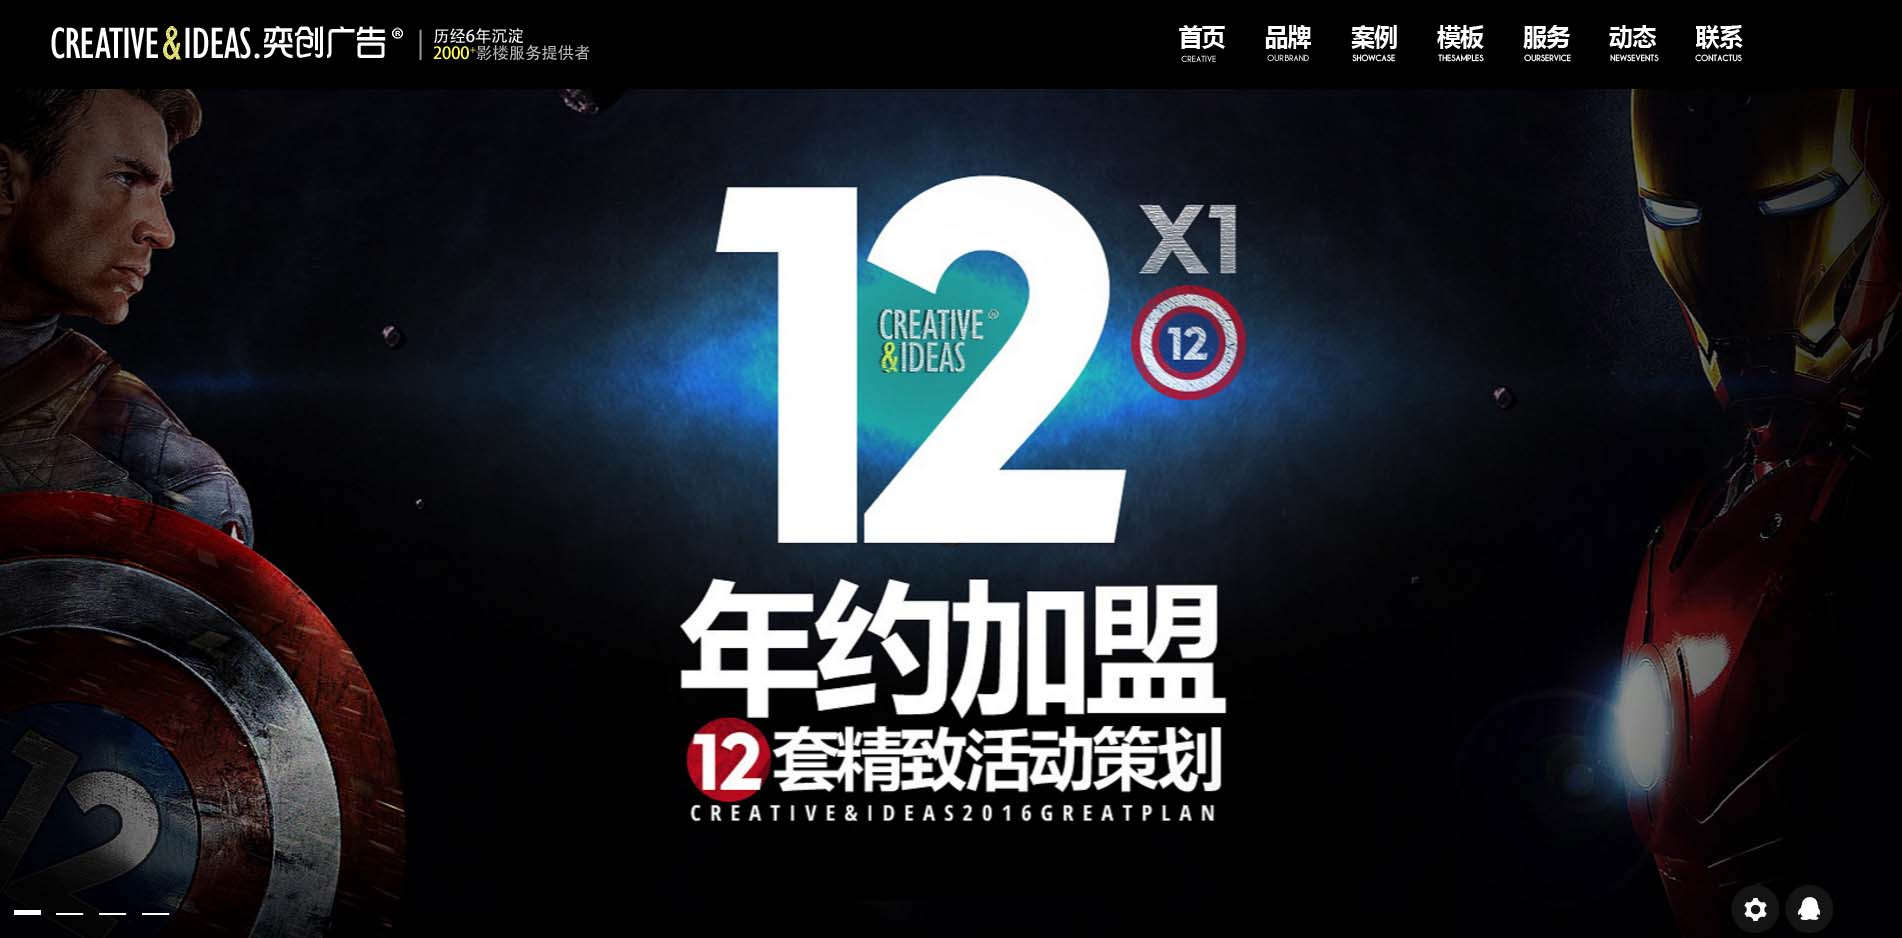 CREATIVE&IDEAS.奕创广告®
历经6年沉淀
2000+影楼服务提供者
首页 品牌 案例 模板 服务 动态 联系
CREATIVE OURBRAND SHOWCASE THESAMPLES OURSERVICE NEWSEVENTS CONTACTUS
12
X1
CREATIVE®
&IDEAS
12
年约加盟
12套精致活动策划
CREATIVE&IDEAS2016GREATPLAN
12